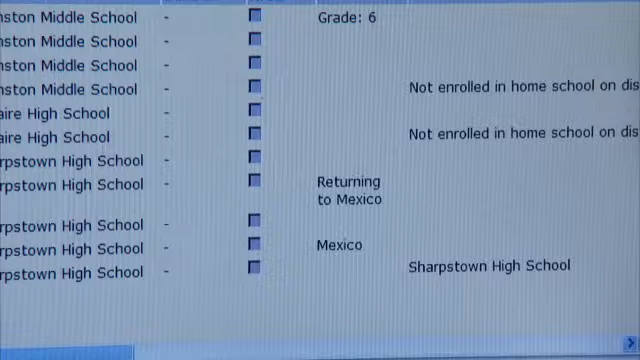 nston Middle School - Grade: 6
nston Middle School -
nston Middle School -
nston Middle School - Not enrolled in home school on dis
aire High School -
aire High School - Not enrolled in home school on dis
rpstown High School -
rpstown High School - Returning
to Mexico
rpstown High School -
rpstown High School - Mexico
rpstown High School - Sharpstown High School